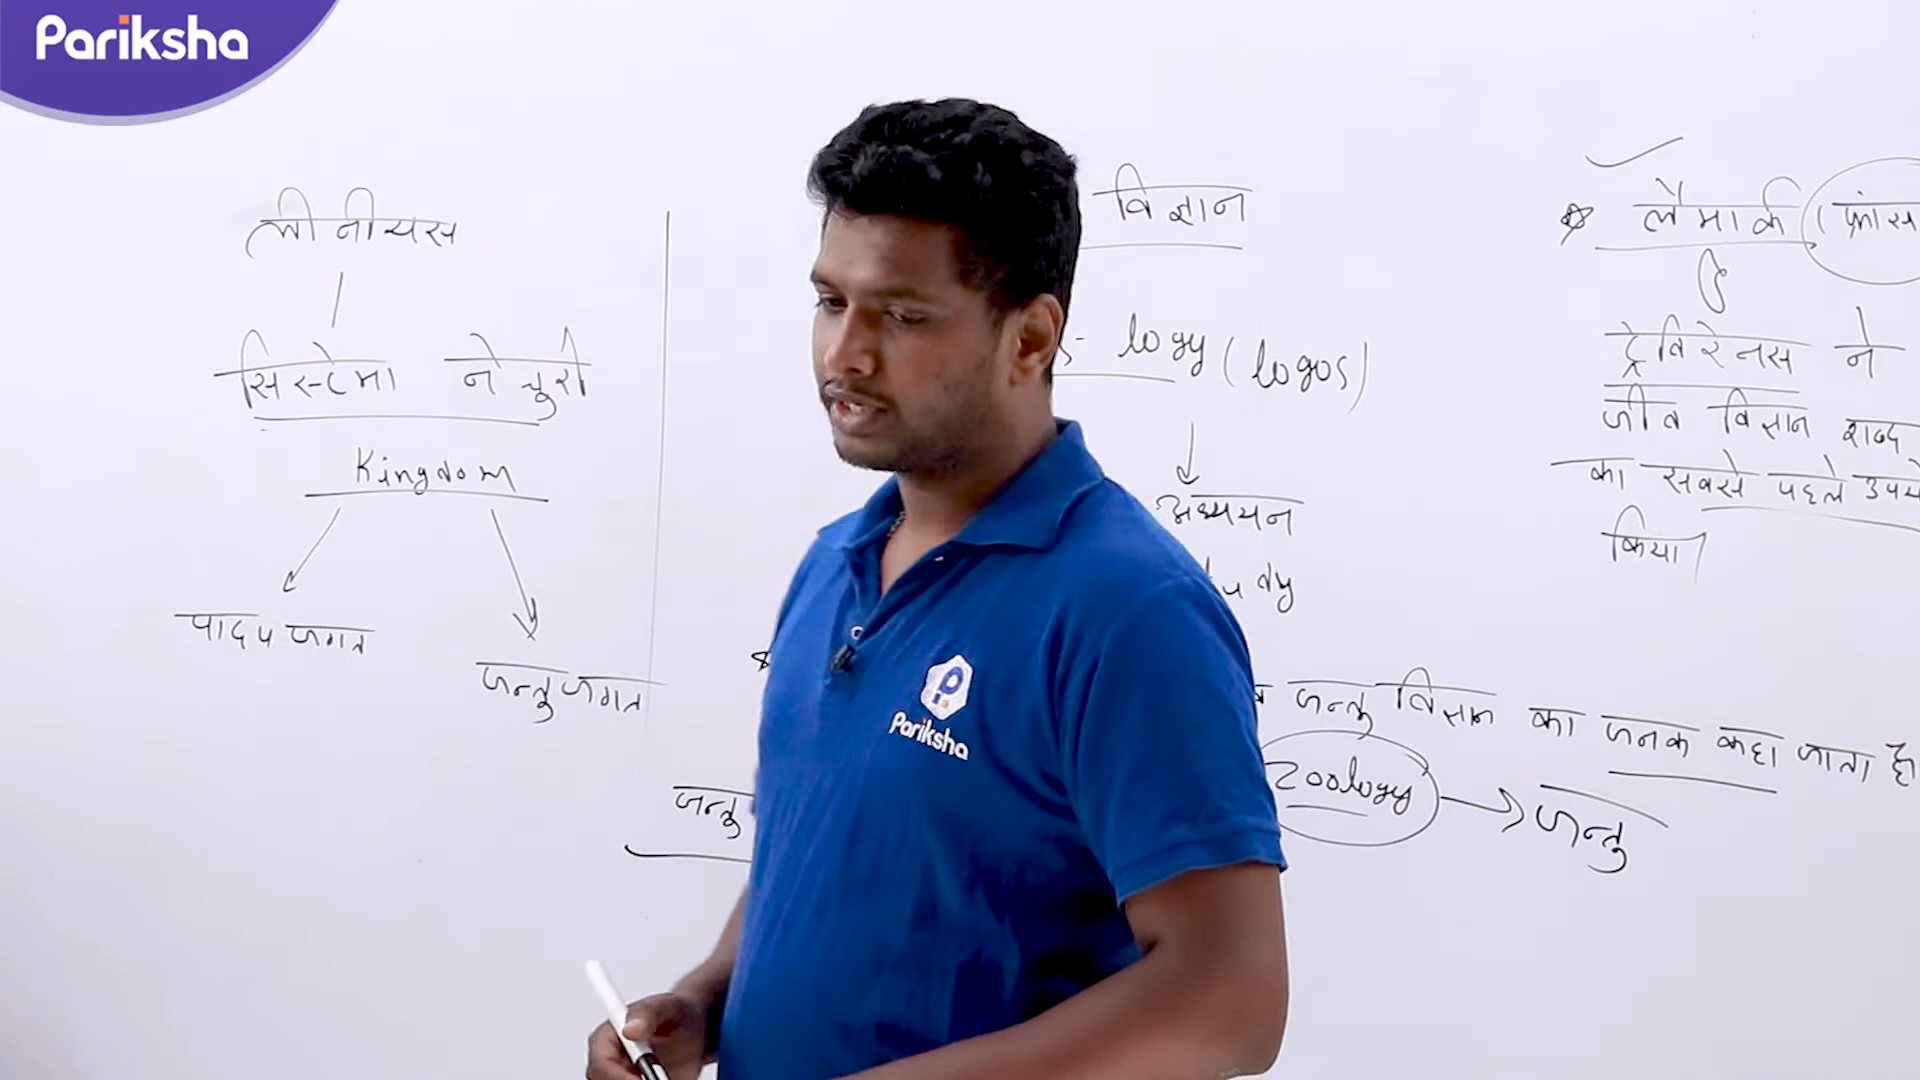 Pariksha
लीनीयस
सिस्टेमा नेचुरी
Kingdom
पादप जगत
जन्तु जगत
विज्ञान
logy (logos)
अध्ययन
लैमार्क (फ्रांस
ट्रेविरेनस ने
जीव विज्ञान शब्द
का सबसे पहले
किया।
जन्तु विज्ञान का जनक कहा जाता है
जन्तु
Zoology → जन्तु
Pariksha